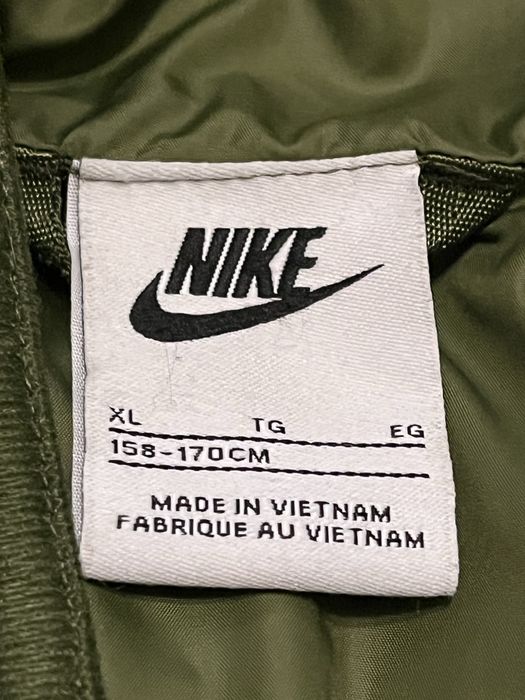 NIKE
XL TG EG
158-170CM
MADE IN VIETNAM
FABRIQUE AU VIETNAM